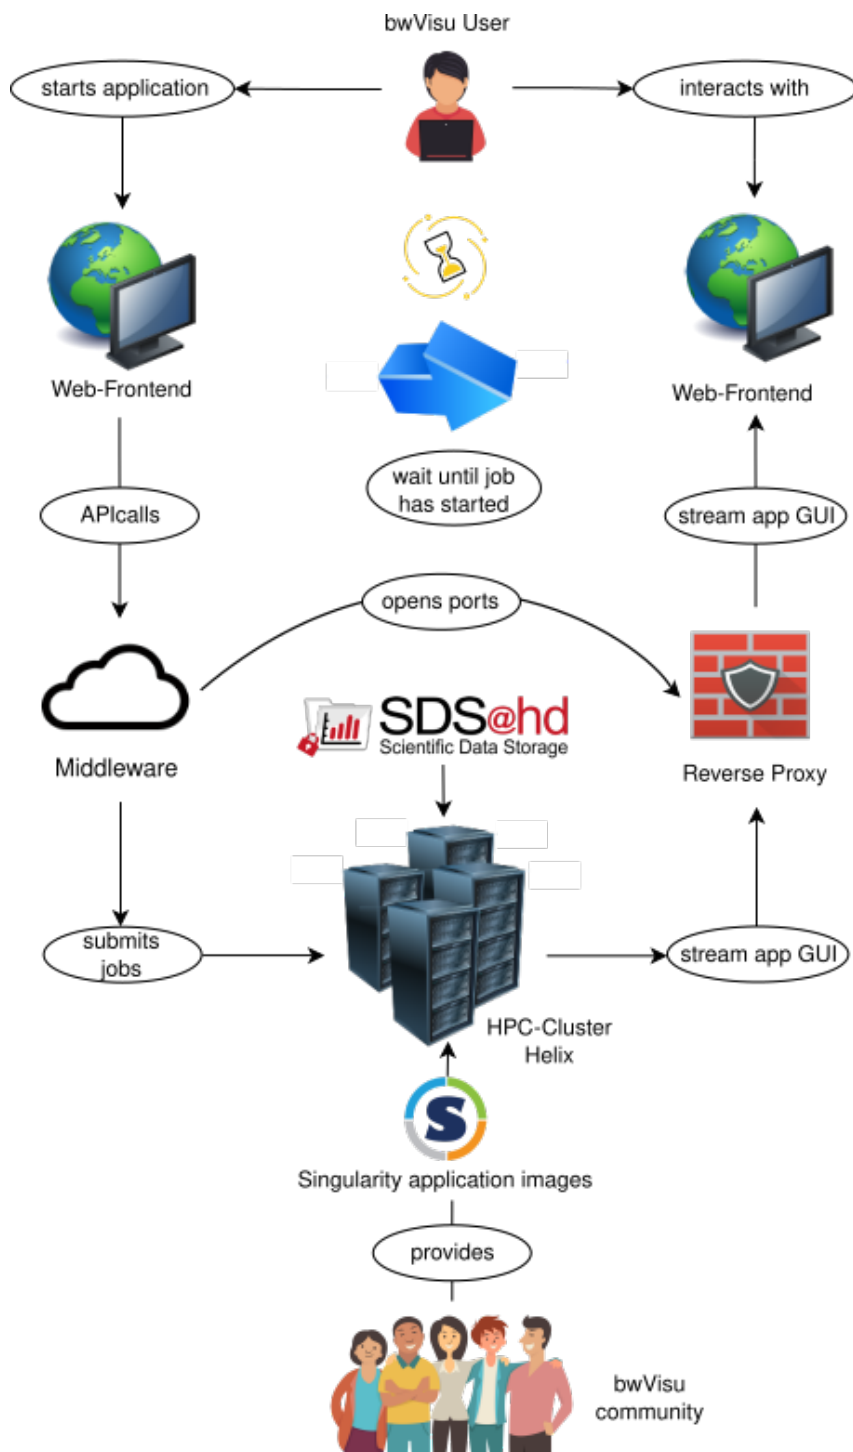 bwVisu User
starts application
interacts with
Web-Frontend
Web-Frontend
wait until job
has started
APIcalls
stream app GUI
opens ports
SDS@hd
Scientific Data Storage
Middleware
Reverse Proxy
submits
jobs
stream app GUI
HPC-Cluster
Helix
S
Singularity application images
provides
bwVisu
community